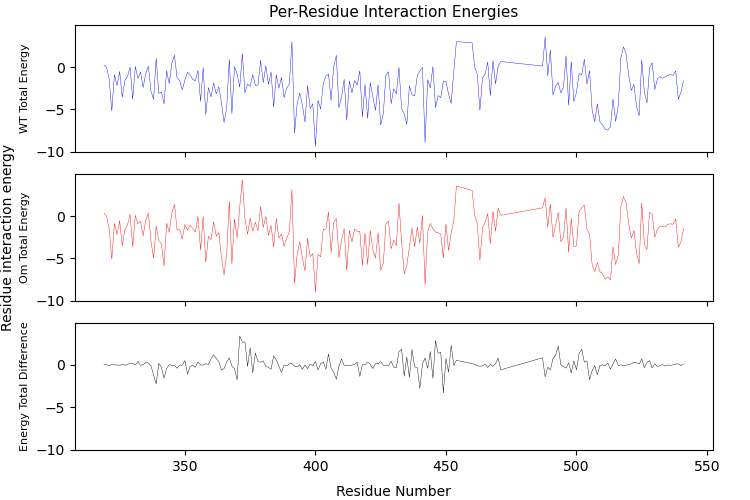 Per-Residue Interaction Energies
Residue interaction energy
WT Total Energy
0
−5
−10
Om Total Energy
0
−5
−10
Energy Total Difference
0
−5
−10
350 400 450 500 550
Residue Number